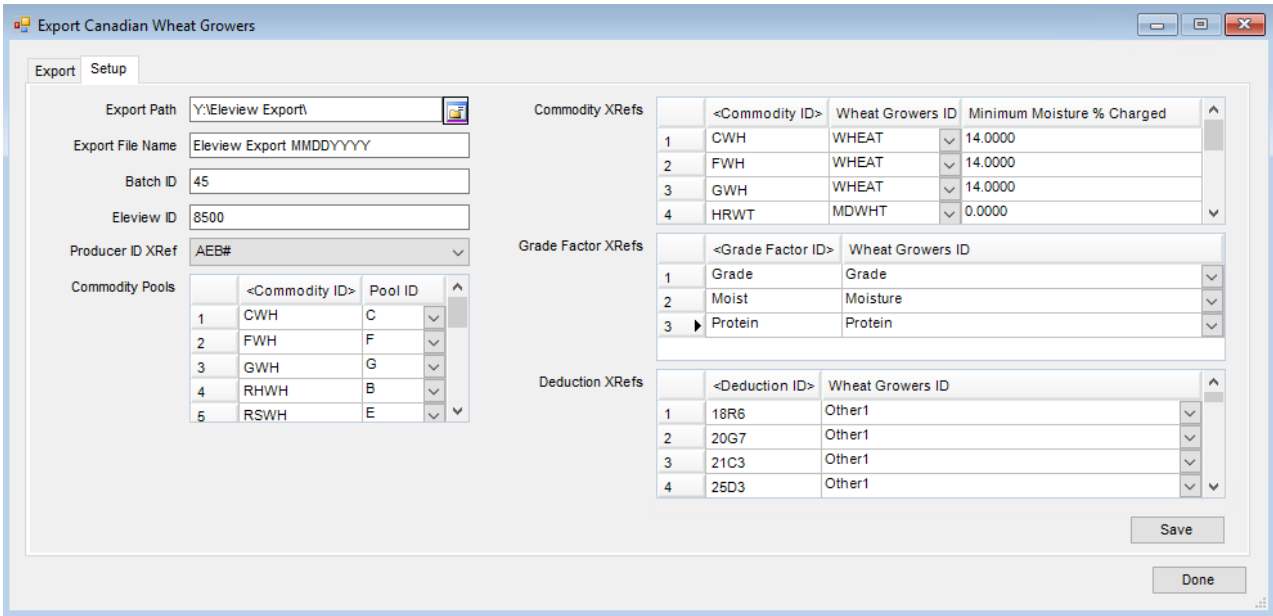 Export Canadian Wheat Growers
Export Setup
Export Path Y:\Eleview Export\
Export File Name Eleview Export MMDDYYYY
Batch ID 45
Eleview ID 8500
Producer ID XRef AEB#
Commodity Pools
<Commodity ID> Pool ID
1 CWH C
2 FWH F
3 GWH G
4 RHWH B
5 RSWH E
Commodity XRefs
<Commodity ID> Wheat Growers ID Minimum Moisture % Charged
1 CWH WHEAT 14.0000
2 FWH WHEAT 14.0000
3 GWH WHEAT 14.0000
4 HRWT MDWHT 0.0000
Grade Factor XRefs
<Grade Factor ID> Wheat Growers ID
1 Grade Grade
2 Moist Moisture
3 Protein Protein
Deduction XRefs
<Deduction ID> Wheat Growers ID
1 18R6 Other1
2 20G7 Other1
3 21C3 Other1
4 25D3 Other1
Save
Done